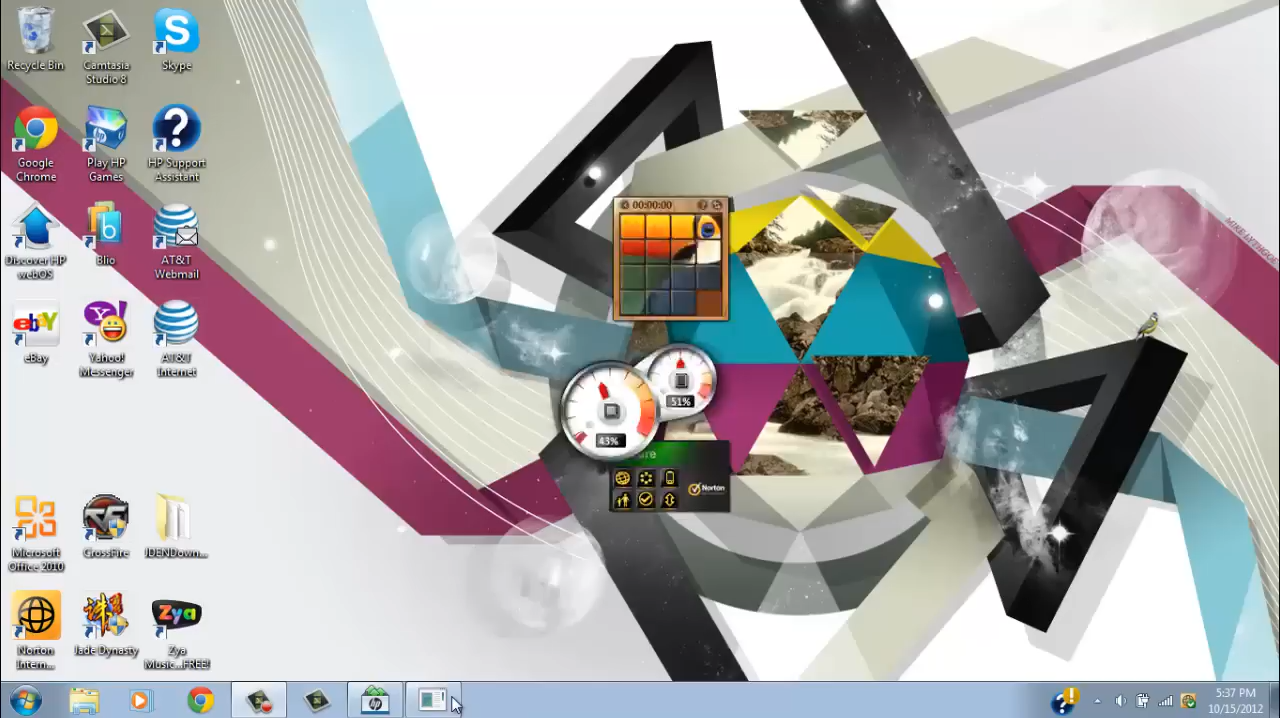 Recycle Bin
Camtasia
Studio 8
Skype
Google
Chrome
Play HP
Games
HP Support
Assistant
Discover HP
webOS
Blio
AT&T
Webmail
ebY
eBay
Yahoo!
Messenger
AT&T
Internet
Microsoft
Office 2010
CrossFire
JDENDown...
Norton
Intern...
Jade Dynasty
Zya
Zya
Music...FREE!
00:00:00
51%
43%
Norton
5:37 PM
10/15/2012